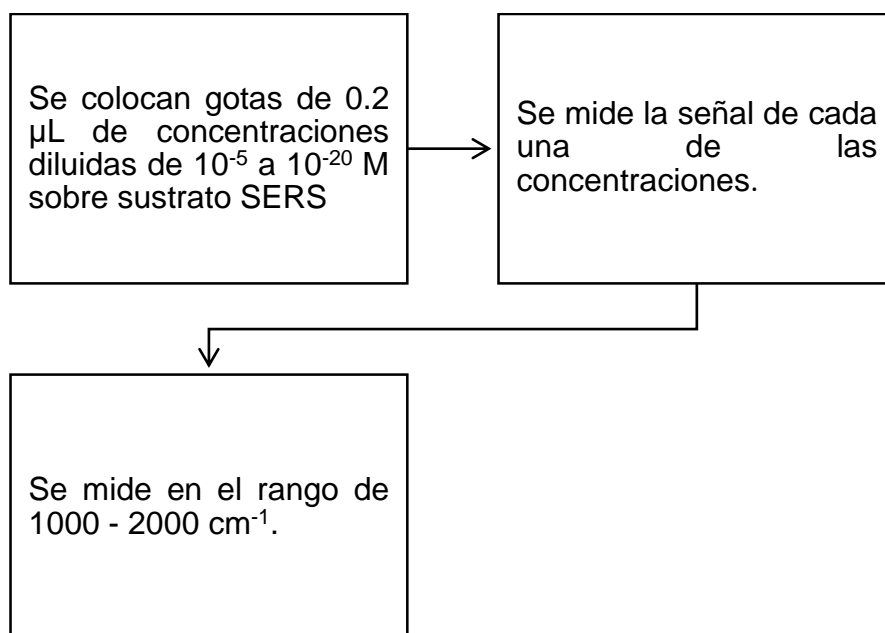 Se colocan gotas de 0.2
µL de concentraciones
diluidas de 10⁻⁵ a 10⁻²⁰ M
sobre sustrato SERS
Se mide la señal de cada
una de las
concentraciones.
Se mide en el rango de
1000 - 2000 cm⁻¹.